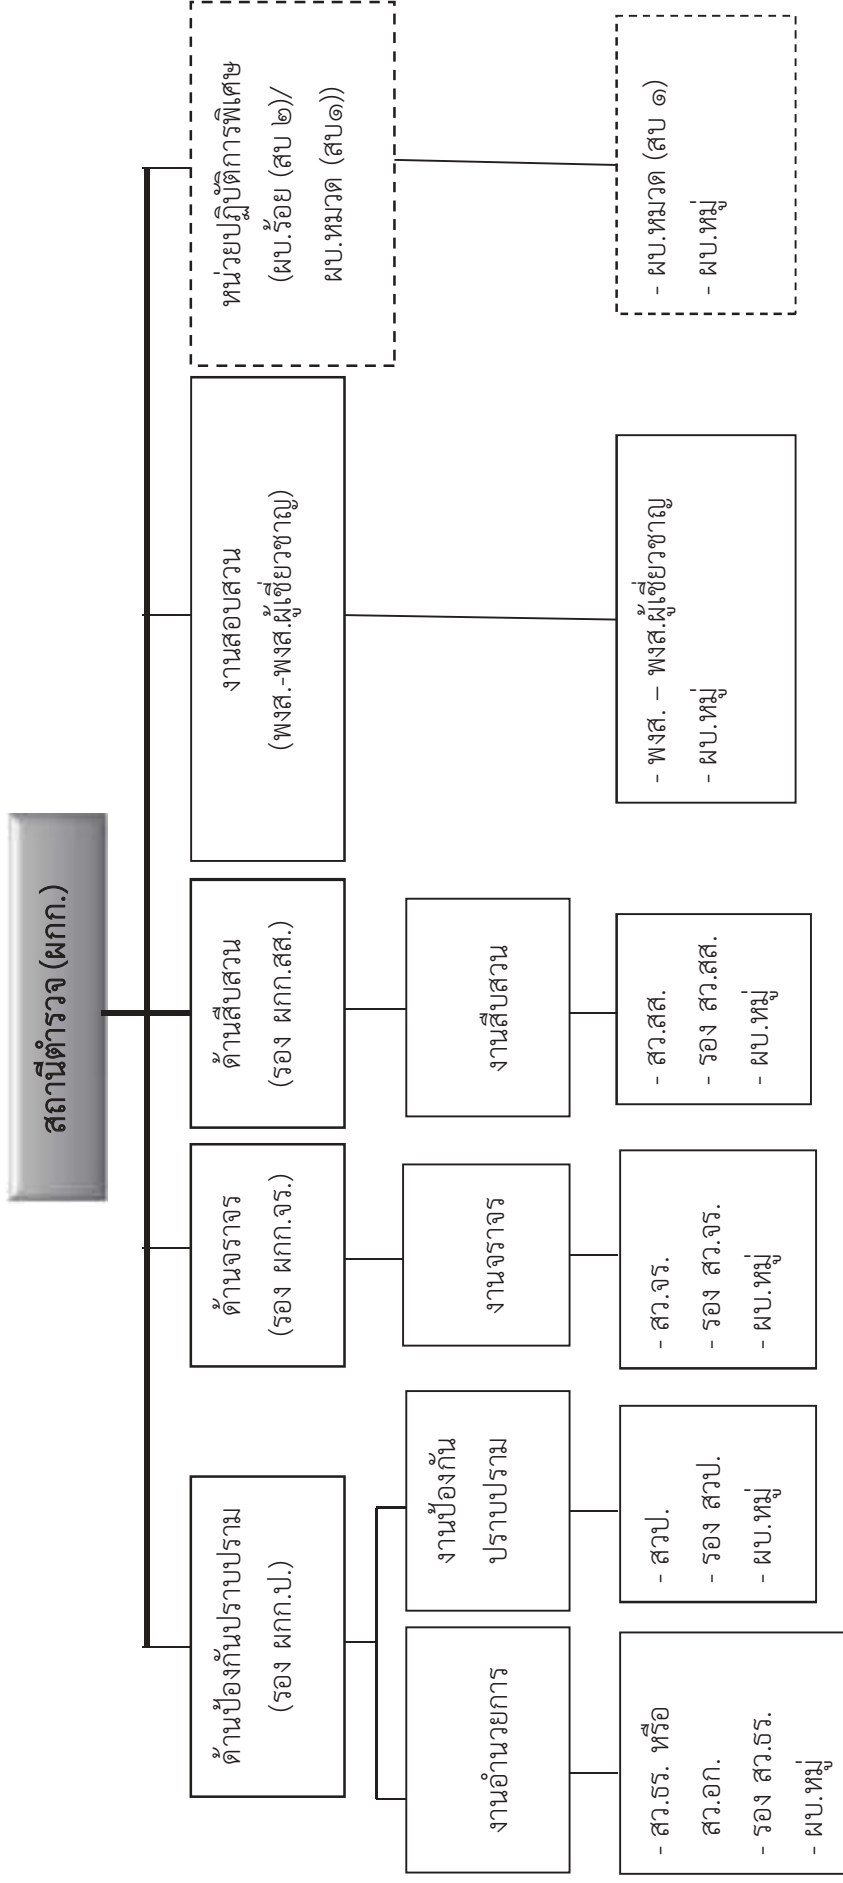 สถานีตำรวจ (ผกก.)
ด้านป้องกันปราบปราม
(รอง ผกก.ป.)
ด้านจราจร
(รอง ผกก.จร.)
ด้านสืบสวน
(รอง ผกก.สส.)
งานสอบสวน
(พงส.-พงส.ผู้เชี่ยวชาญ)
หน่วยปฏิบัติการพิเศษ
(ผบ.ร้อย (สบ ๒)/
ผบ.หมวด (สบ๑))
งานอำนวยการ
งานป้องกัน
ปราบปราม
งานจราจร
งานสืบสวน
- สว.ธร. หรือ
สว.อก.
- รอง สว.ธร.
- ผบ.หมู่
- สวป.
- รอง สวป.
- ผบ.หมู่
- สว.จร.
- รอง สว.จร.
- ผบ.หมู่
- สว.สส.
- รอง สว.สส.
- ผบ.หมู่
- พงส. – พงส.ผู้เชี่ยวชาญ
- ผบ.หมู่
- ผบ.หมวด (สบ ๑)
- ผบ.หมู่